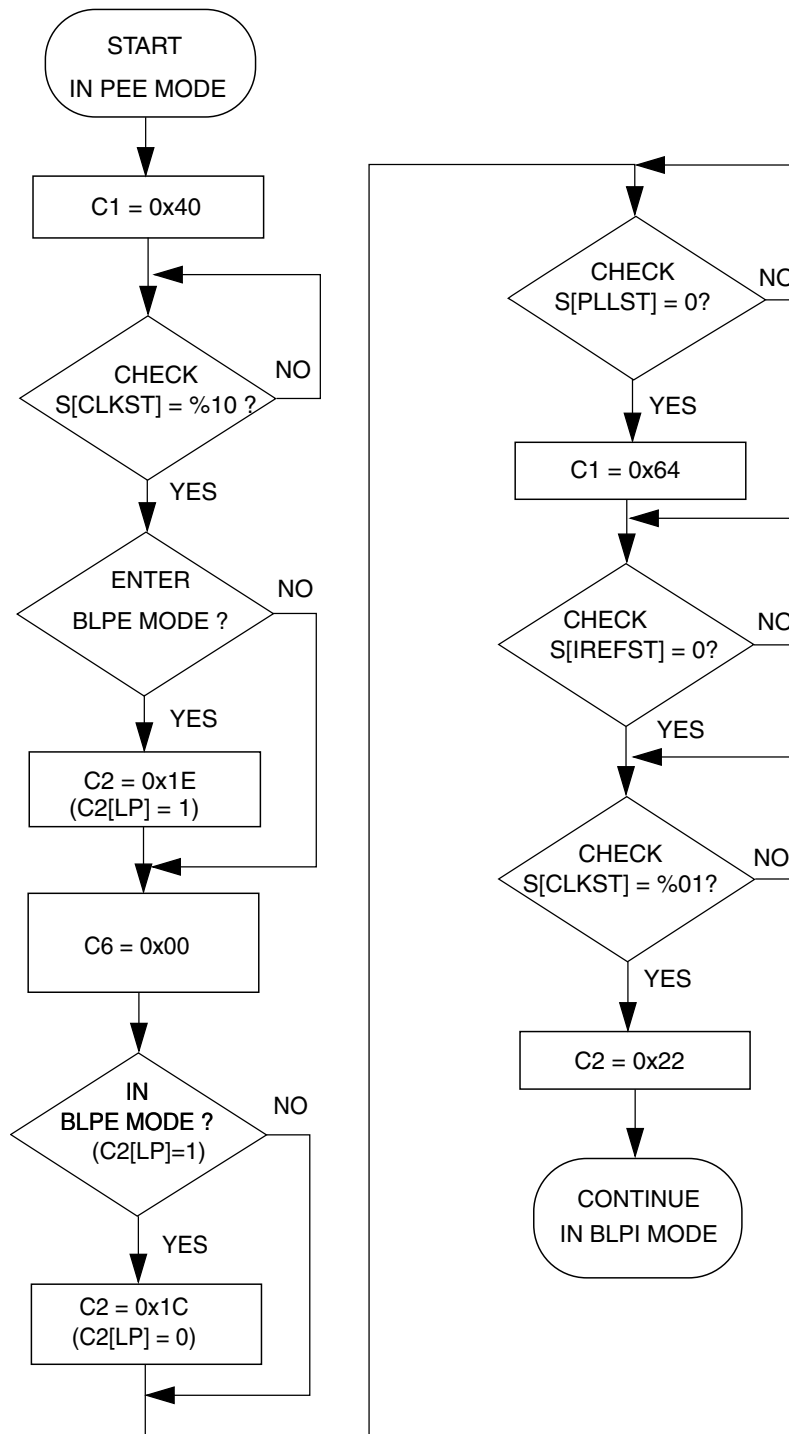 START
IN PEE MODE
C1 = 0x40
CHECK
S[CLKST] = %10 ?
NO
YES
ENTER
BLPE MODE ?
NO
YES
C2 = 0x1E
(C2[LP] = 1)
C6 = 0x00
IN
BLPE MODE ?
(C2[LP]=1)
NO
YES
C2 = 0x1C
(C2[LP] = 0)
CHECK
S[PLLST] = 0?
NO
YES
C1 = 0x64
CHECK
S[IREFST] = 0?
NO
YES
CHECK
S[CLKST] = %01?
NO
YES
C2 = 0x22
CONTINUE
IN BLPI MODE